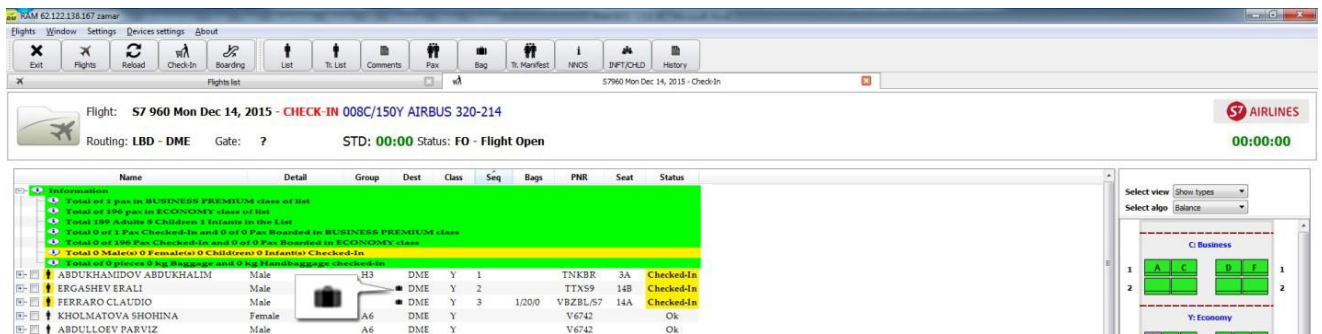 RAM 62.122.138.167 zamar
Flights Window Settings Devices settings About
Exit Flights Reload Check-In Boarding List Tr. List Comments Pax Bag Tr. Manifest NNOS INFT/CHLD History
Flights list S7960 Mon Dec 14, 2015 - Check-In
Flight: S7 960 Mon Dec 14, 2015 - CHECK-IN 008C/150Y AIRBUS 320-214
S7 AIRLINES
Routing: LBD - DME Gate: ? STD: 00:00 Status: FO - Flight Open 00:00:00
Name Detail Group Dest Class Seq Bags PNR Seat Status
Information
Total of 1 pax in BUSINESS PREMIUM class of list
Total of 196 pax in ECONOMY class of list
Total 189 Adults 8 Children 1 Infants in the List
Total 0 of 1 Pax Checked-In and 0 of 0 Pax Boarded in BUSINESS PREMIUM class
Total 0 of 196 Pax Checked-In and 0 of 0 Pax Boarded in ECONOMY class
Total 0 Male(s) 0 Female(s) 0 Child(ren) 0 Infant(s) Checked-In
Total of 0 pieces 0 kg Baggage and 0 kg Handbaggage checked-in
ABDUKHAMIDOV ABDUKHALIM Male H3 DME Y 1 TNKBR 3A Checked-In
ERGASHEV ERALI Male DME Y 2 TTXS9 14B Checked-In
FERRARO CLAUDIO Male DME Y 3 1/20/0 VBZBL/S7 14A Checked-In
KHOLMATOVA SHOHINA Female A6 DME Y V6742 Ok
ABDULLOEV PARVIZ Male A6 DME Y V6742 Ok
Select view Show types
Select algo Balance
C: Business
1 A C D F 1
2 2
Y: Economy